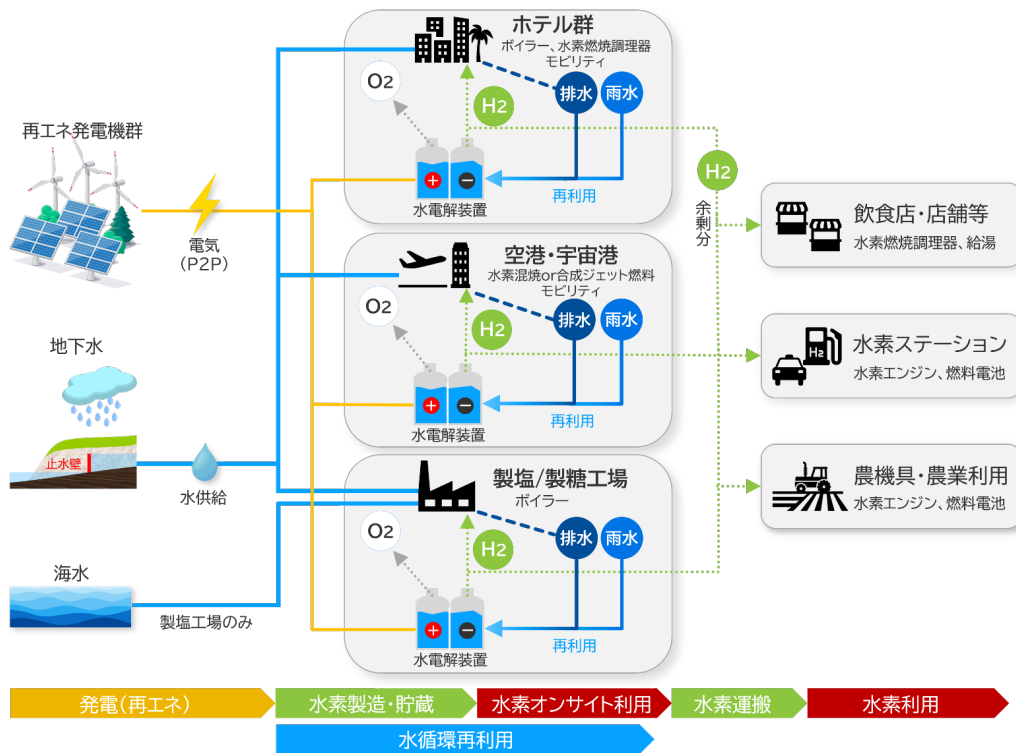 再エネ発電機群
電気
(P2P)
地下水
止水壁
水供給
海水
製塩工場のみ
ホテル群
ボイラー、水素燃焼調理器
モビリティ
O2
H2
排水
雨水
+
−
再利用
水電解装置
空港・宇宙港
水素混焼or合成ジェット燃料
モビリティ
O2
H2
排水
雨水
+
−
再利用
水電解装置
製塩/製糖工場
ボイラー
O2
H2
排水
雨水
+
−
再利用
水電解装置
H2
余剰分
飲食店・店舗等
水素燃焼調理器、給湯
H2
水素ステーション
水素エンジン、燃料電池
農機具・農業利用
水素エンジン、燃料電池
発電(再エネ)
水素製造・貯蔵
水素オンサイト利用
水素運搬
水素利用
水循環再利用